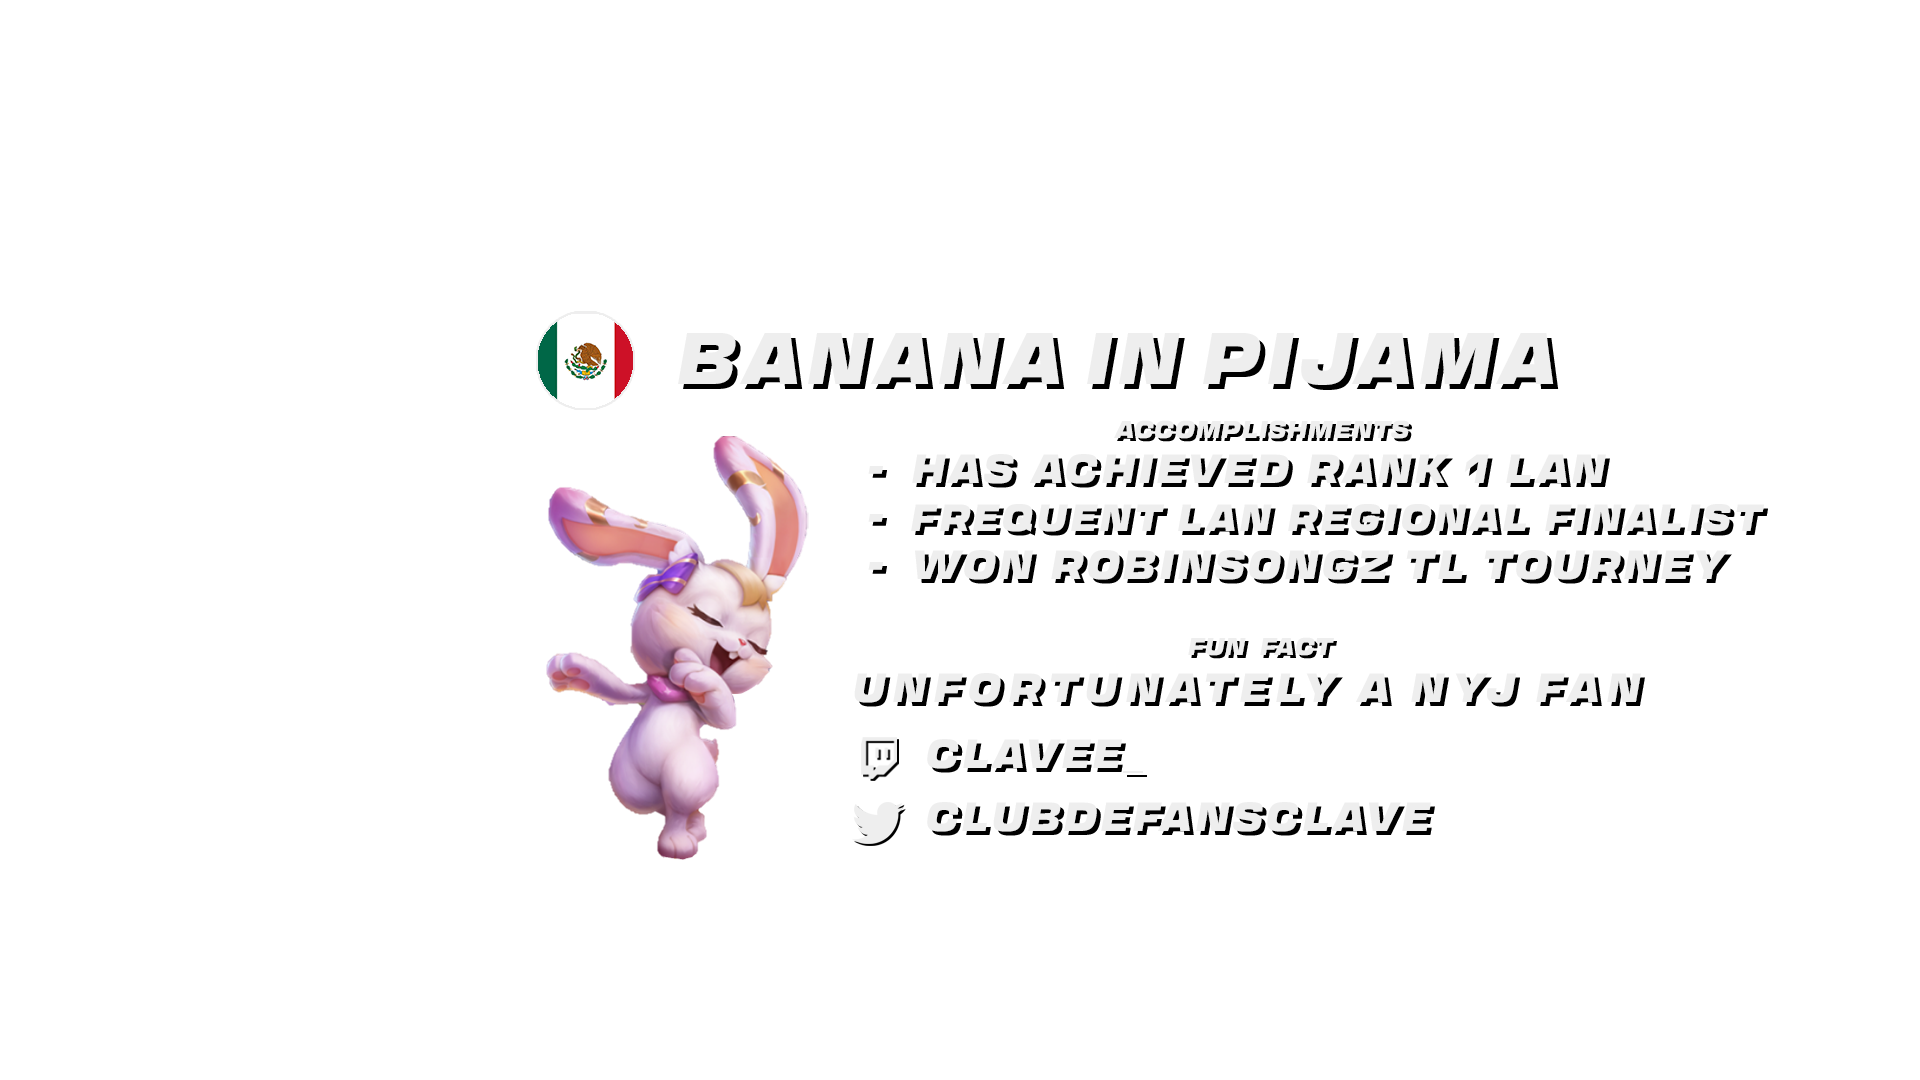 BANANA IN PIJAMA
ACCOMPLISHMENTS
- HAS ACHIEVED RANK 1 LAN
- FREQUENT LAN REGIONAL FINALIST
- WON ROBINSONGZ TL TOURNEY
FUN FACT
UNFORTUNATELY A NYJ FAN
CLAVEE_
CLUBDEFANSCLAVE